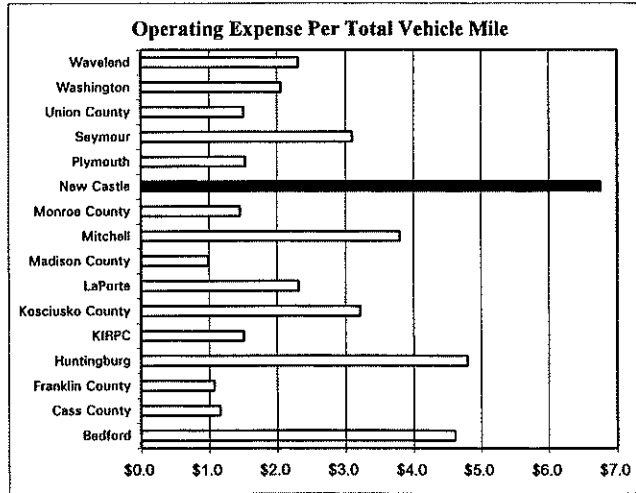 Operating Expense Per Total Vehicle Mile
Waveland
Washington
Union County
Seymour
Plymouth
New Castle
Monroe County
Mitchell
Madison County
LaPorte
Kosciusko County
KIRPC
Huntingburg
Franklin County
Cass County
Bedford
$0.0 $1.0 $2.0 $3.0 $4.0 $5.0 $6.0 $7.0